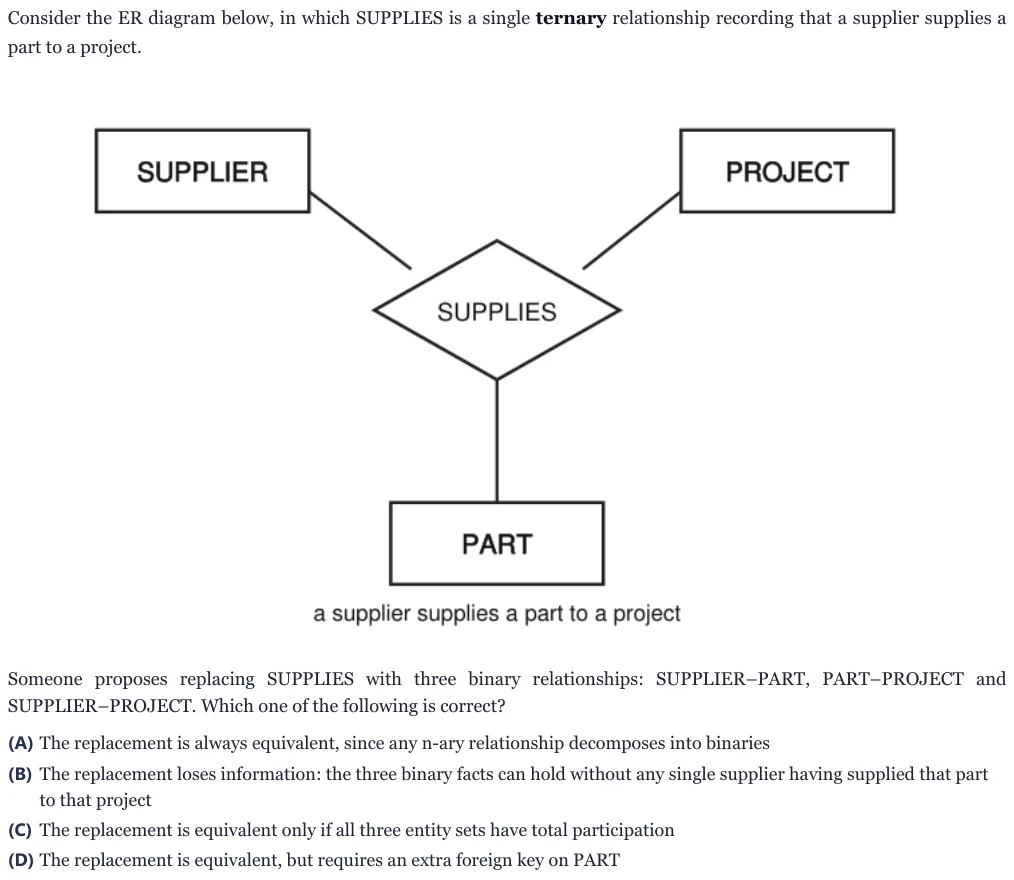 Consider the ER diagram below, in which SUPPLIES is a single ternary relationship recording that a supplier supplies a
part to a project.
SUPPLIER
PROJECT
SUPPLIES
PART
a supplier supplies a part to a project
Someone proposes replacing SUPPLIES with three binary relationships: SUPPLIER–PART, PART–PROJECT and
SUPPLIER–PROJECT. Which one of the following is correct?
(A) The replacement is always equivalent, since any n-ary relationship decomposes into binaries
(B) The replacement loses information: the three binary facts can hold without any single supplier having supplied that part
to that project
(C) The replacement is equivalent only if all three entity sets have total participation
(D) The replacement is equivalent, but requires an extra foreign key on PART